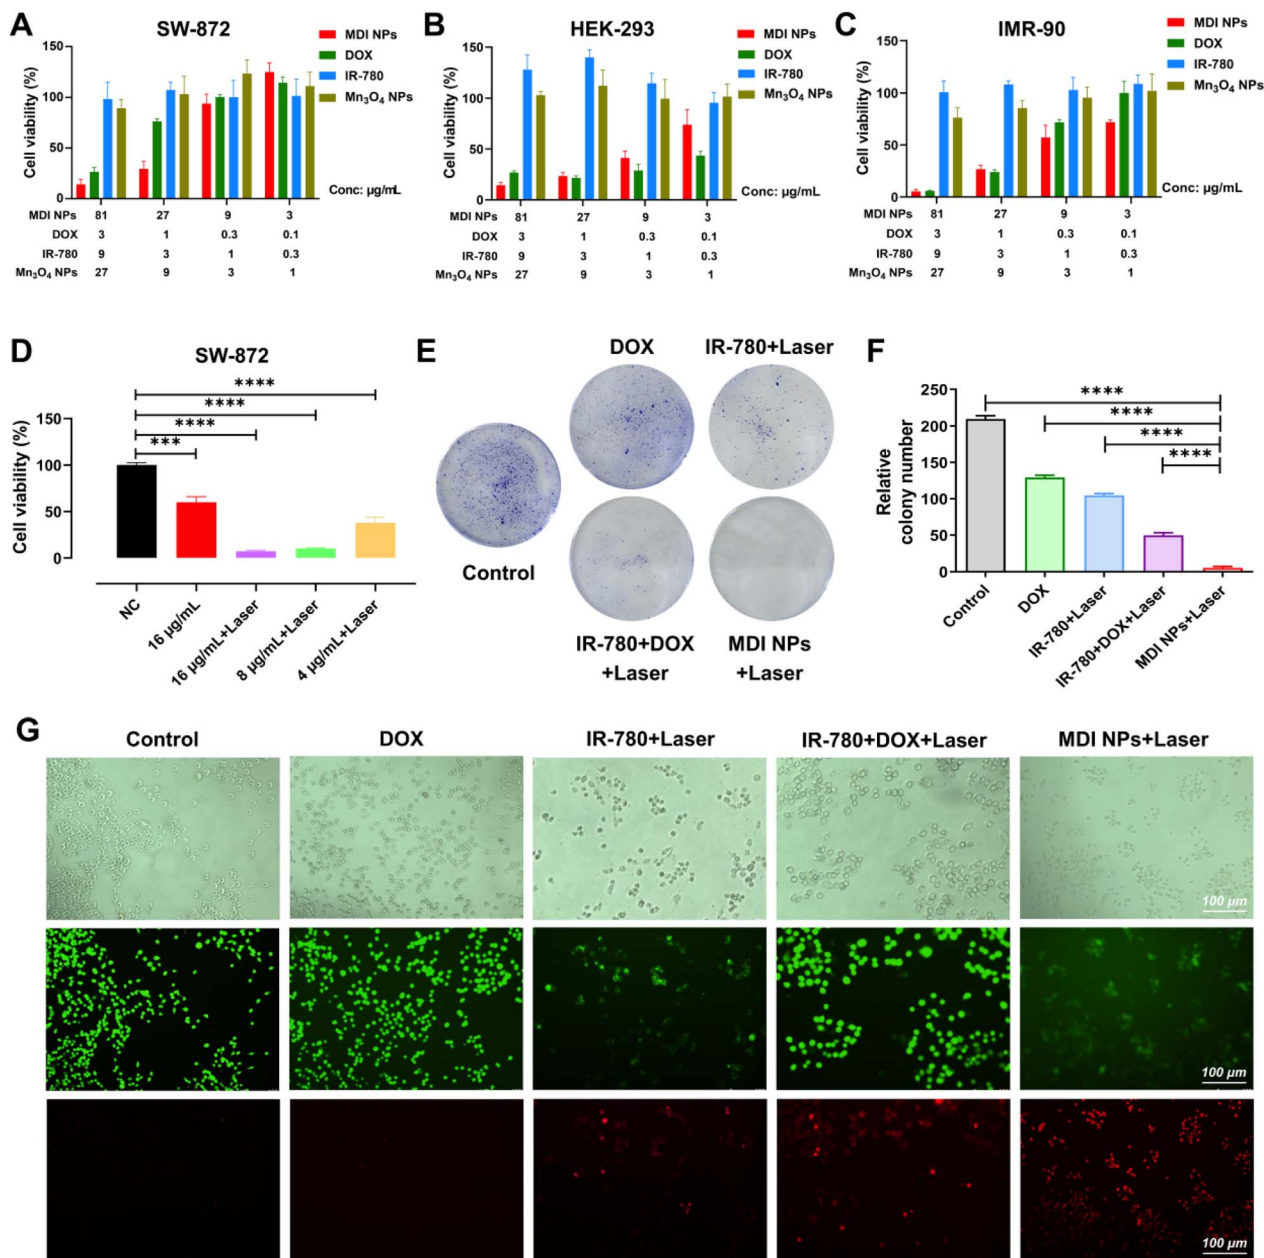 A
SW-872
MDI NPs
DOX
IR-780
Mn₃O₄ NPs
Cell viability (%)
150
100
50
0
Conc: µg/mL
MDI NPs 81 27 9 3
DOX 3 1 0.3 0.1
IR-780 9 3 1 0.3
Mn₃O₄ NPs 27 9 3 1
B
HEK-293
MDI NPs
DOX
IR-780
Mn₃O₄ NPs
Cell viability (%)
150
100
50
0
Conc: µg/mL
MDI NPs 81 27 9 3
DOX 3 1 0.3 0.1
IR-780 9 3 1 0.3
Mn₃O₄ NPs 27 9 3 1
C
IMR-90
MDI NPs
DOX
IR-780
Mn₃O₄ NPs
Cell viability (%)
150
100
50
0
Conc: µg/mL
MDI NPs 81 27 9 3
DOX 3 1 0.3 0.1
IR-780 9 3 1 0.3
Mn₃O₄ NPs 27 9 3 1
D
SW-872
****
****
****
***
Cell viability (%)
150
100
50
0
NC
16 µg/mL
16 µg/mL+Laser
8 µg/mL+Laser
4 µg/mL+Laser
E
DOX
IR-780+Laser
Control
IR-780+DOX
+Laser
MDI NPs
+Laser
F
Relative
colony number
250
200
150
100
50
0
****
****
****
****
Control
DOX
IR-780+Laser
IR-780+DOX+Laser
MDI NPs+Laser
G
Control
DOX
IR-780+Laser
IR-780+DOX+Laser
MDI NPs+Laser
100 µm
100 µm
100 µm